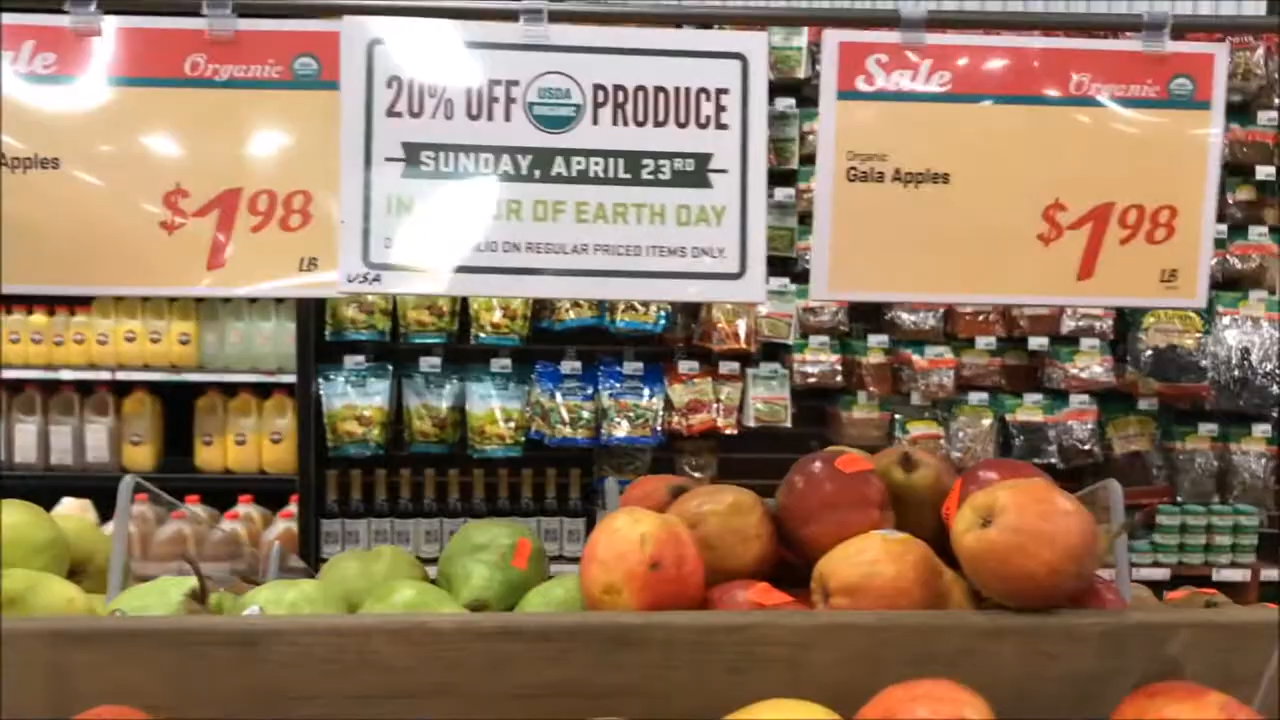 Sale Organic
Apples
$1.98
LB
20% OFF USDA ORGANIC PRODUCE
SUNDAY, APRIL 23RD
IN OR OF EARTH DAY
VALID ON REGULAR PRICED ITEMS ONLY.
USA
Sale Organic
Organic
Gala Apples
$1.98
LB